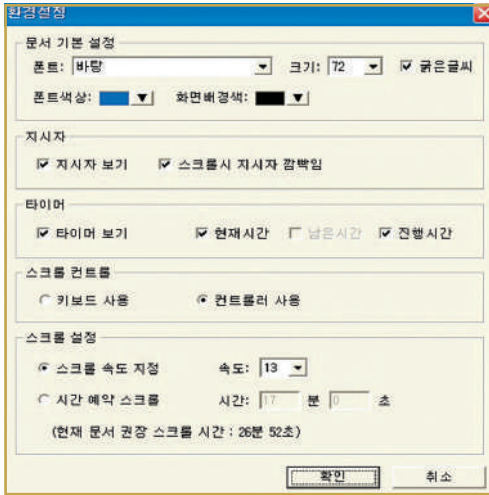 환경설정
문서 기본 설정
폰트: 바탕 크기: 72 굵은글씨
폰트색상: 화면배경색:
지시자
지시자 보기 스크롤시 지시자 깜빡임
타이머
타이머 보기 현재시간 남은시간 진행시간
스크롤 컨트롤
키보드 사용 컨트롤러 사용
스크롤 설정
스크롤 속도 지정 속도: 13
시간 예약 스크롤 시간: 17 분 0 초
(현재 문서 권장 스크롤 시간 : 26분 52초)
확인 취소